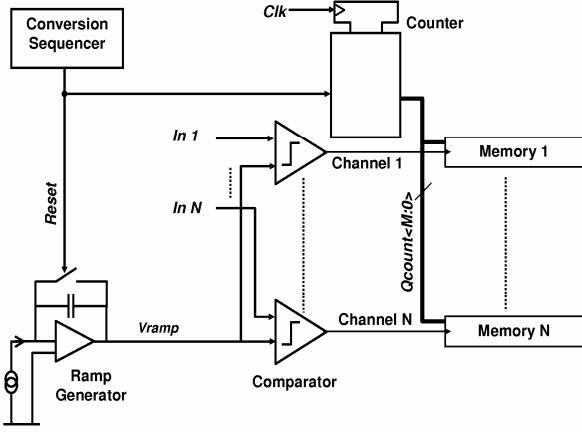 Conversion
Sequencer
Clk
Counter
In 1
Channel 1
Memory 1
In N
Reset
Qcount<M:0>
Vramp
Channel N
Memory N
Ramp
Generator
Comparator